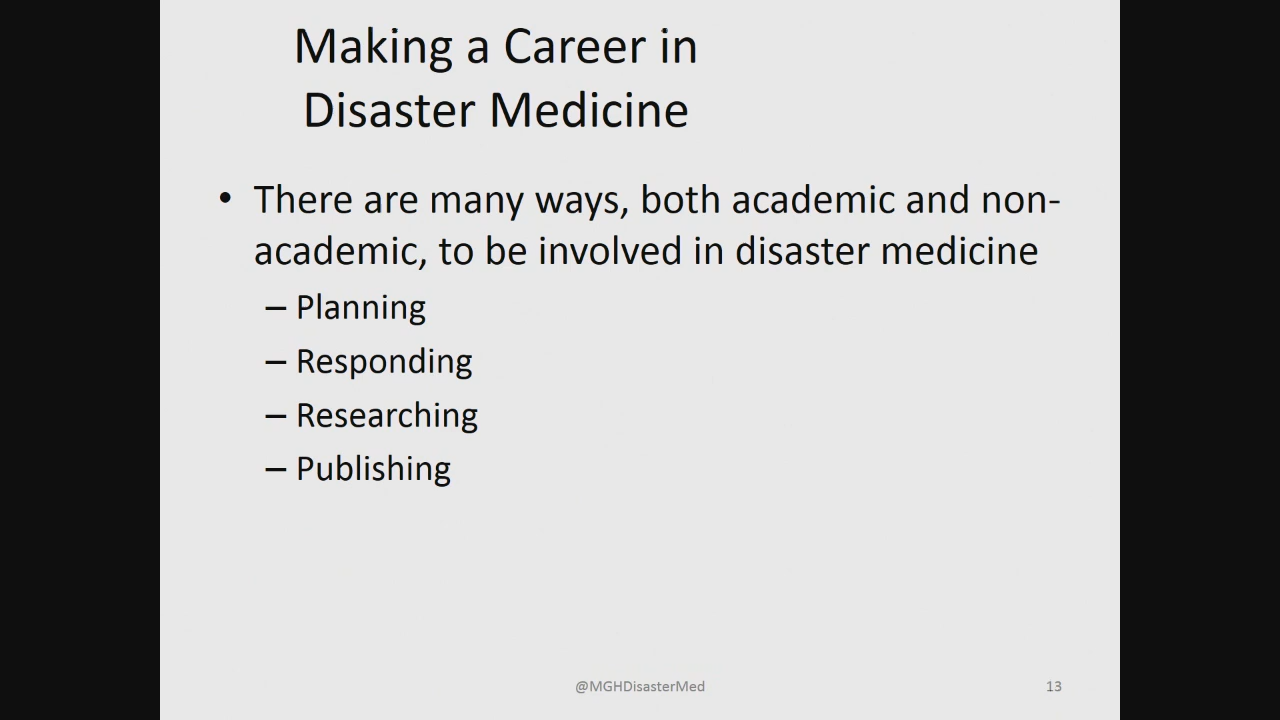 Making a Career in
Disaster Medicine
• There are many ways, both academic and non-
academic, to be involved in disaster medicine
– Planning
– Responding
– Researching
– Publishing
@MGHDisasterMed
13